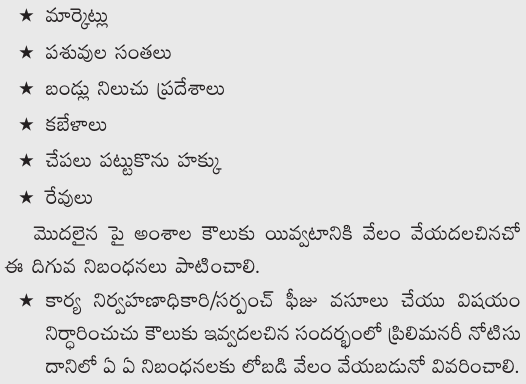 ★ మార్కెట్లు
★ పశువుల సంతలు
★ బండ్లు నిలుచు ప్రదేశాలు
★ కబేళాలు
★ చేపలు పట్టుకొను హక్కు
★ రేవులు
మొదలైన పై అంశాల కౌలుకు యివ్వటానికి వేలం వేయదలచినచో
ఈ దిగువ నిబంధనలు పాటించాలి.
★ కార్య నిర్వహణాధికారి/సర్పంచ్ ఫీజు వసూలు చేయు విషయం
నిర్ధారించుచు కౌలుకు ఇవ్వదలచిన సందర్భంలో ప్రిలిమనరీ నోటిసు
దానిలో ఏ ఏ నిబంధనలకు లోబడి వేలం వేయబడునో వివరించాలి.